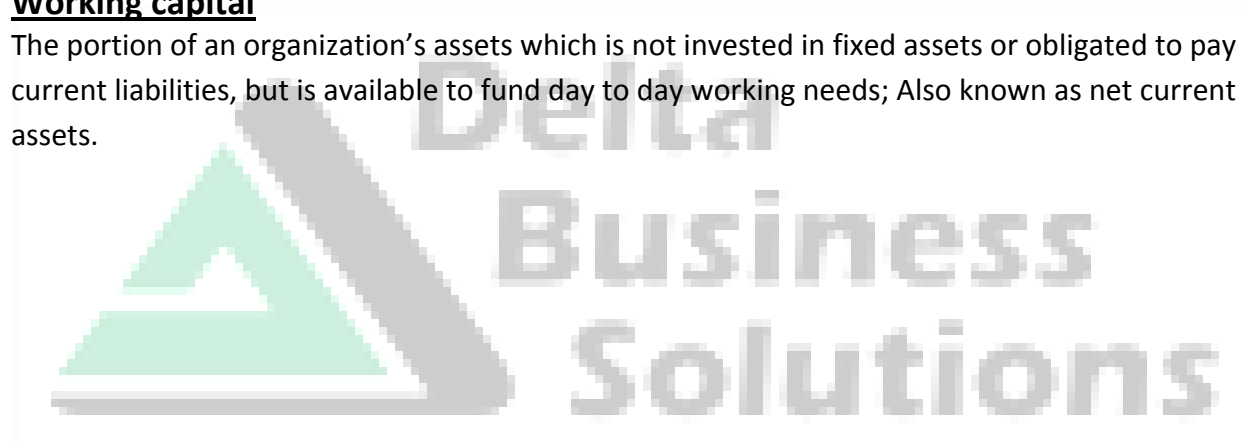 Working capital
The portion of an organization’s assets which is not invested in fixed assets or obligated to pay
current liabilities, but is available to fund day to day working needs; Also known as net current
assets.
Delta
Business
Solutions